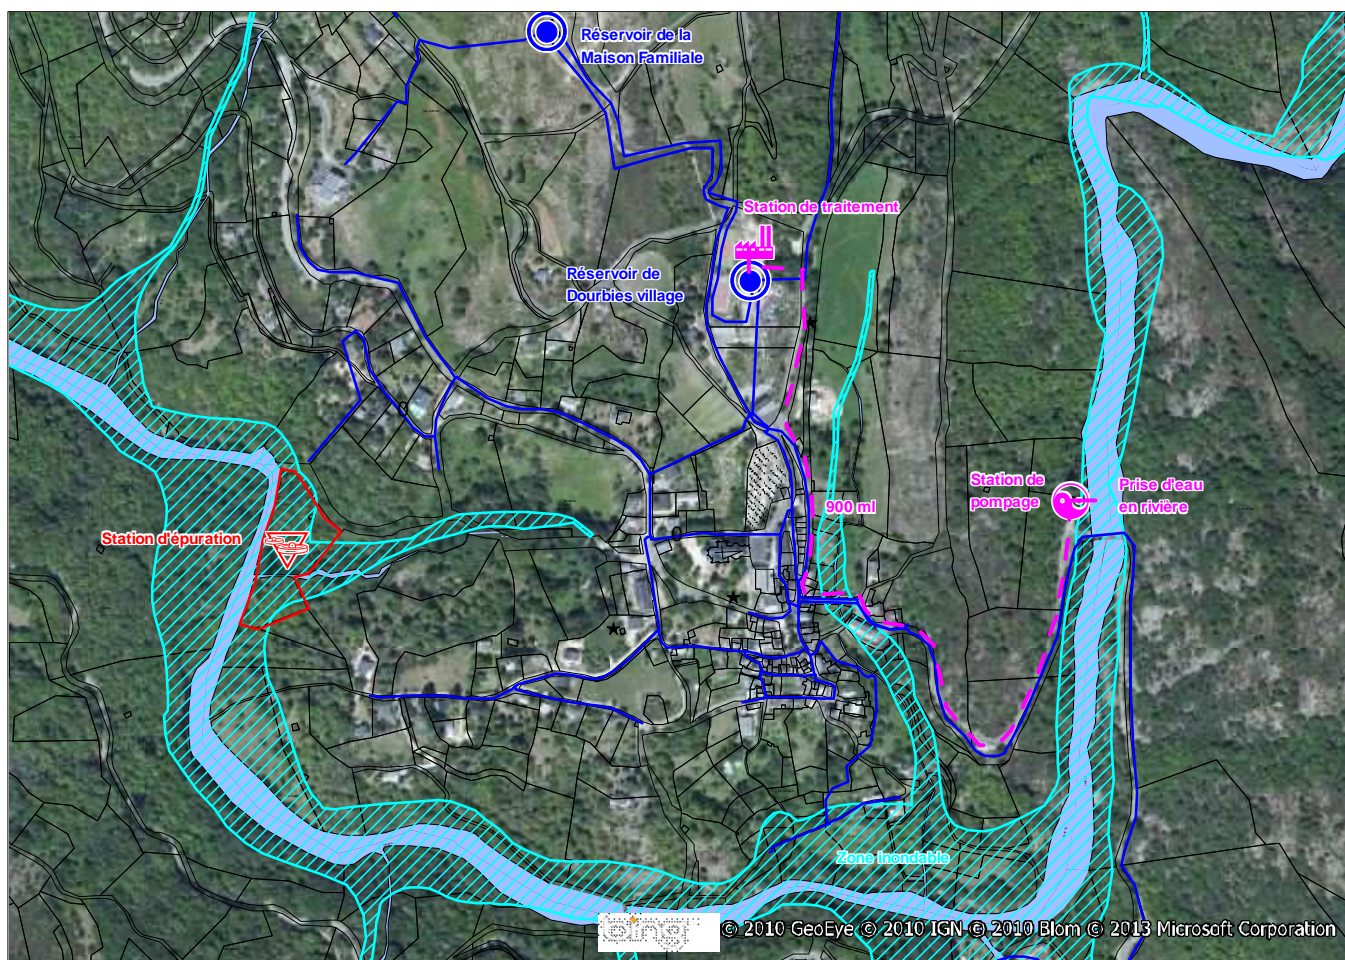 Réservoir de la
Maison Familiale
Station de traitement
Réservoir de
Dourbies village
Station de
pompage
Prise d'eau
en rivière
900 ml
Station d'épuration
Zone inondable
bing
© 2010 GeoEye © 2010 IGN © 2010 Blom © 2013 Microsoft Corporation